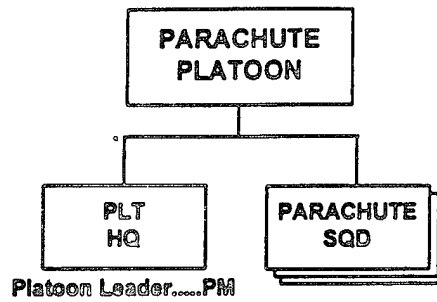 PARACHUTE
PLATOON
PLT
HQ
PARACHUTE
SQD
Platoon Leader.....PM